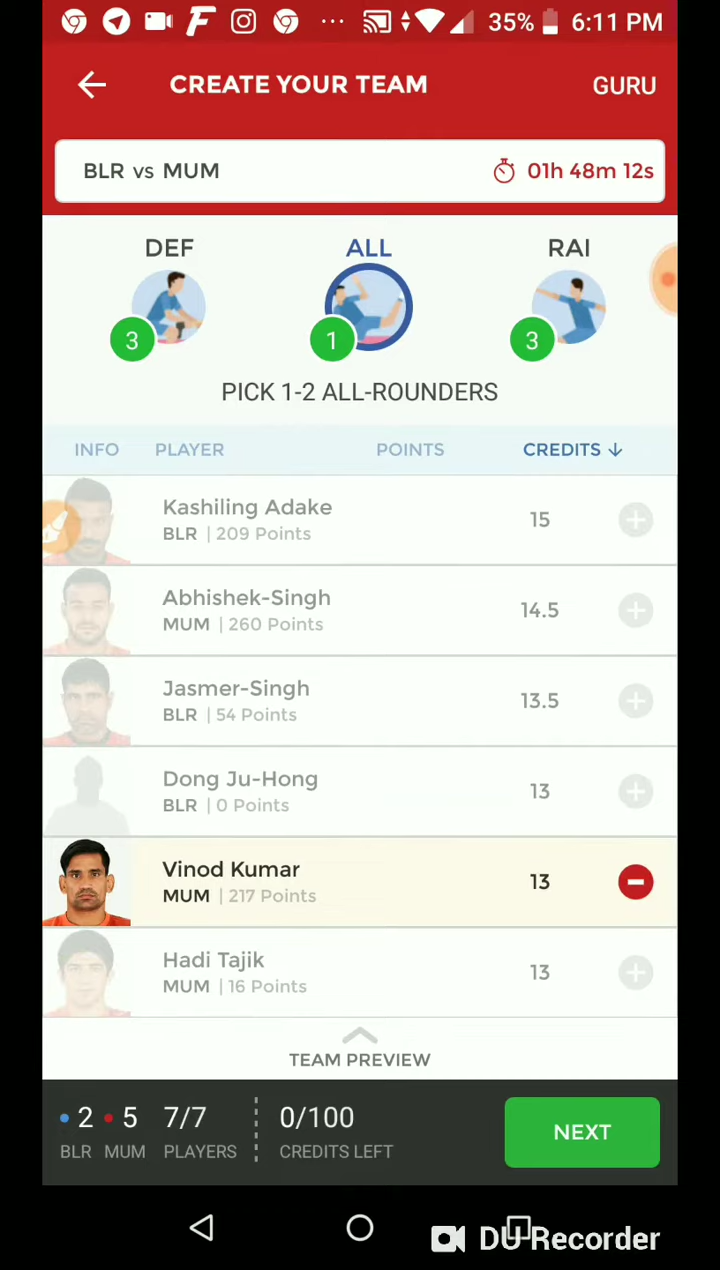 35% 6:11 PM
CREATE YOUR TEAM GURU
BLR vs MUM 01h 48m 12s
DEF ALL RAI
3 1 3
PICK 1-2 ALL-ROUNDERS
INFO PLAYER POINTS CREDITS ↓
Kashiling Adake
BLR | 209 Points 15
Abhishek-Singh
MUM | 260 Points 14.5
Jasmer-Singh
BLR | 54 Points 13.5
Dong Ju-Hong
BLR | 0 Points 13
Vinod Kumar
MUM | 217 Points 13
Hadi Tajik
MUM | 16 Points 13
TEAM PREVIEW
2 5 7/7 0/100 NEXT
BLR MUM PLAYERS CREDITS LEFT
DU Recorder